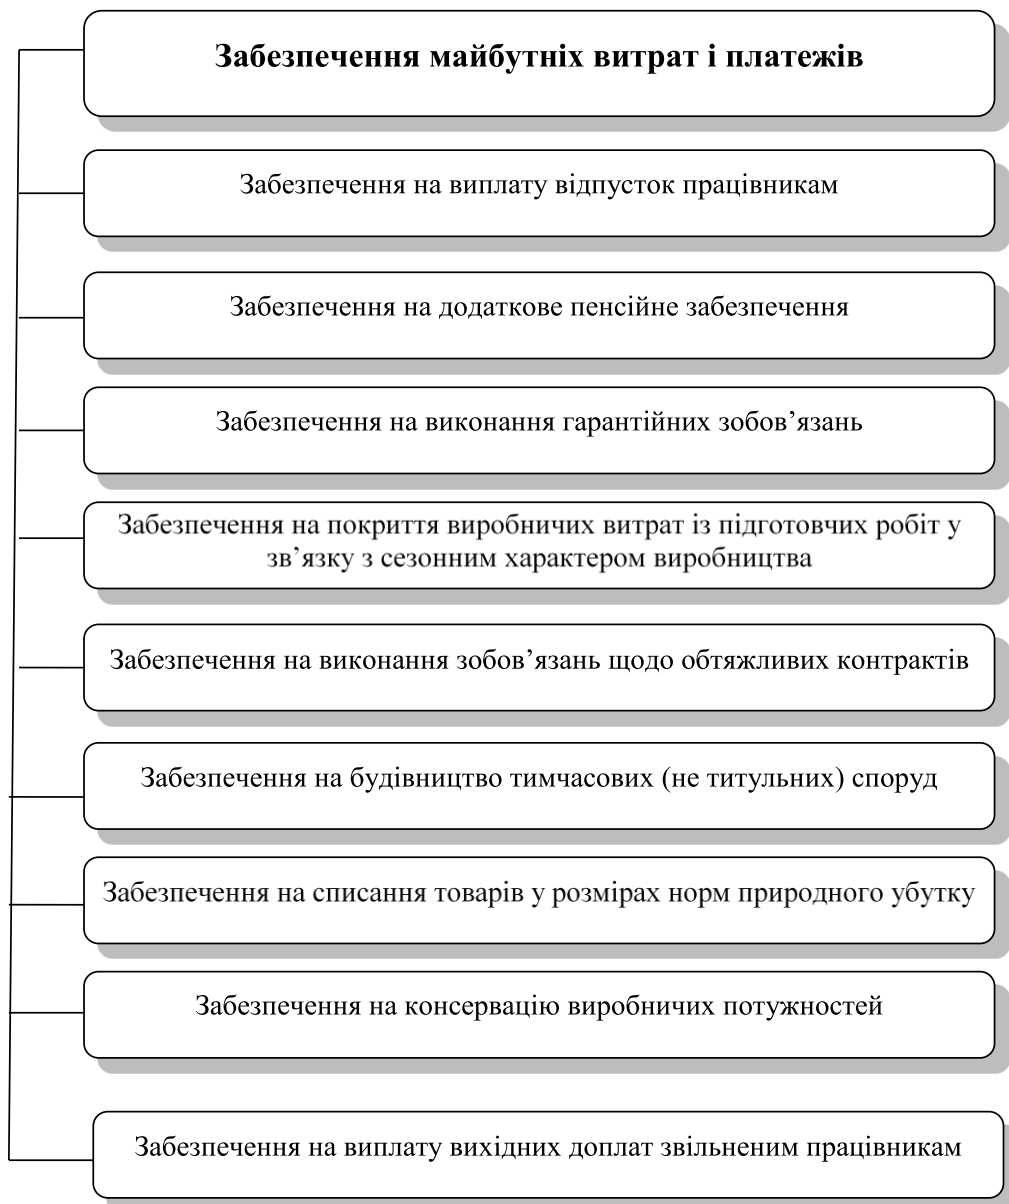 Забезпечення майбутніх витрат і платежів
Забезпечення на виплату відпусток працівникам
Забезпечення на додаткове пенсійне забезпечення
Забезпечення на виконання гарантійних зобов’язань
Забезпечення на покриття виробничих витрат із підготовчих робіт у
зв’язку з сезонним характером виробництва
Забезпечення на виконання зобов’язань щодо обтяжливих контрактів
Забезпечення на будівництво тимчасових (не титульних) споруд
Забезпечення на списання товарів у розмірах норм природного убутку
Забезпечення на консервацію виробничих потужностей
Забезпечення на виплату вихідних доплат звільненим працівникам